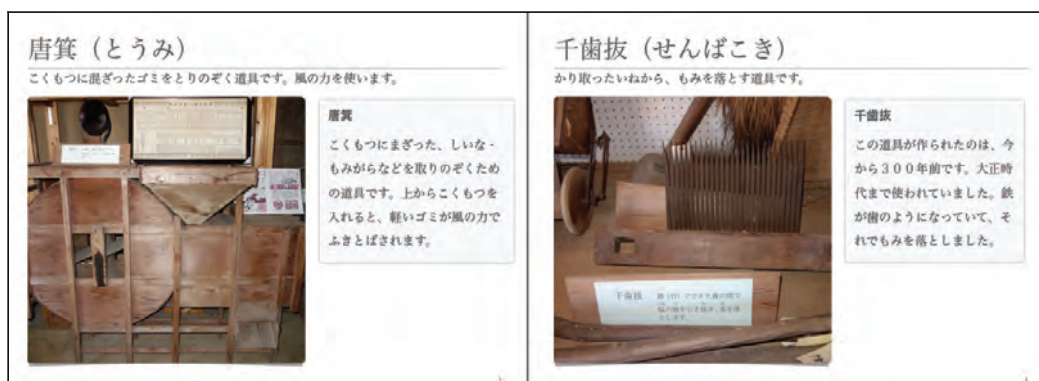 唐箕（とうみ）
こくもつに混ざったゴミをとりのぞく道具です。風の力を使います。
唐箕
こくもつにまざった、しいな・
もみがらなどを取りのぞくため
の道具です。上からこくもつを
入れると、軽いゴミが風の力で
ふきとばされます。
千歯抜（せんばこき）
かり取ったいねから、もみを落とす道具です。
千歯抜
この道具が作られたのは、今
から３００年前です。大正時
代まで使われていました。鉄
が歯のようになっていて、そ
れでもみを落としました。
千歯抜